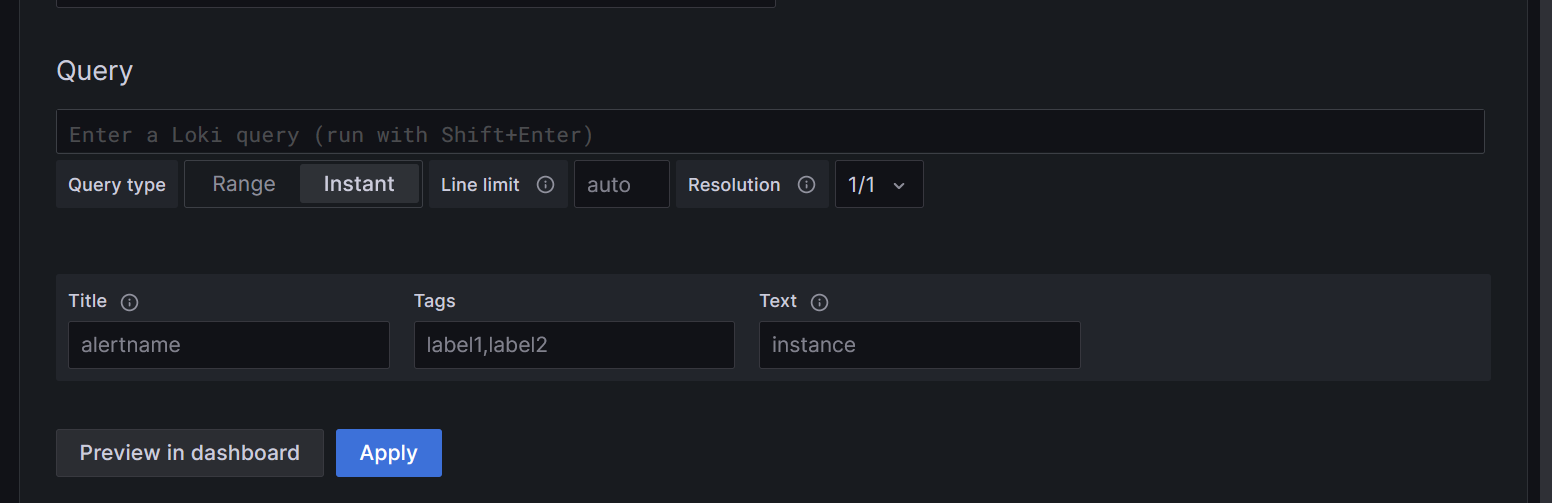 Query
Enter a Loki query (run with Shift+Enter)
Query type Range Instant Line limit auto Resolution 1/1
Title Tags Text
alertname label1,label2 instance
Preview in dashboard Apply